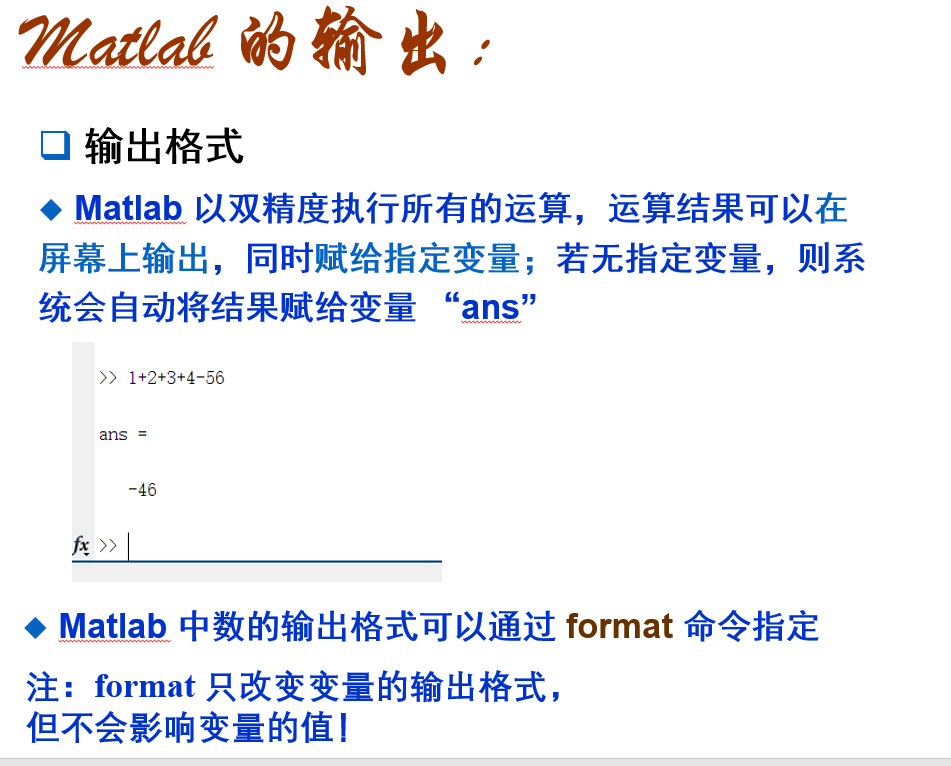 Matlab 的输出：
输出格式
Matlab 以双精度执行所有的运算，运算结果可以在
屏幕上输出，同时赋给指定变量；若无指定变量，则系
统会自动将结果赋给变量 “ans”
>> 1+2+3+4-56
ans =
-46
fx >>
Matlab 中数的输出格式可以通过 format 命令指定
注：format 只改变变量的输出格式，
但不会影响变量的值！